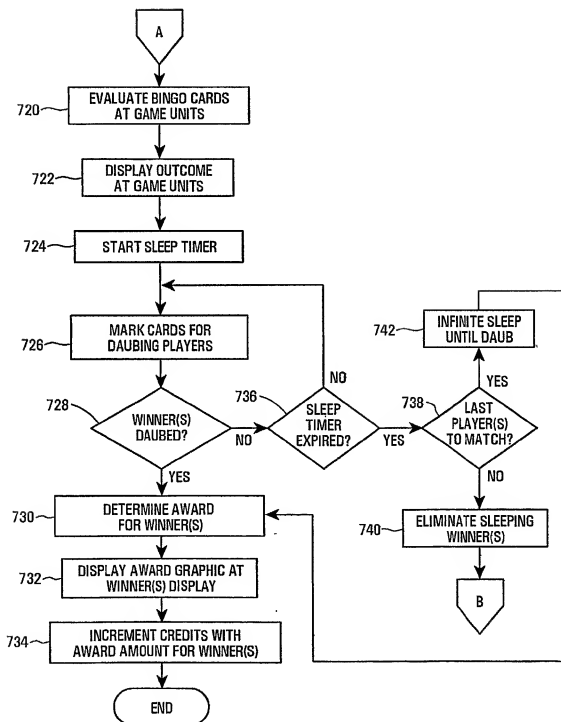 A
720
EVALUATE BINGO CARDS
AT GAME UNITS
722
DISPLAY OUTCOME
AT GAME UNITS
724
START SLEEP TIMER
726
MARK CARDS FOR
DAUBING PLAYERS
728
WINNER(S)
DAUBED?
NO
YES
736
SLEEP
TIMER
EXPIRED?
NO
YES
738
LAST
PLAYER(S)
TO MATCH?
YES
NO
742
INFINITE SLEEP
UNTIL DAUB
740
ELIMINATE SLEEPING
WINNER(S)
B
730
DETERMINE AWARD
FOR WINNER(S)
732
DISPLAY AWARD GRAPHIC AT
WINNER(S) DISPLAY
734
INCREMENT CREDITS WITH
AWARD AMOUNT FOR WINNER(S)
END